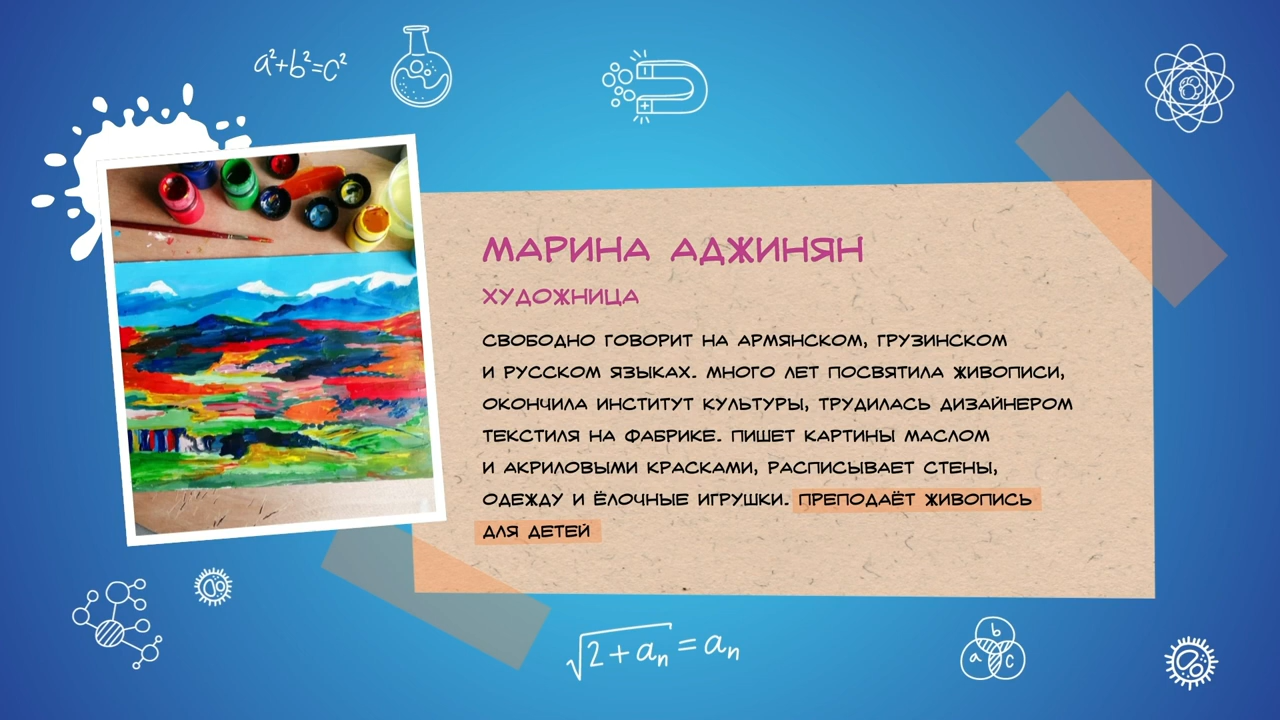 a²+b²=c²
МАРИНА АДЖИНЯН
ХУДОЖНИЦА
СВОБОДНО ГОВОРИТ НА АРМЯНСКОМ, ГРУЗИНСКОМ
И РУССКОМ ЯЗЫКАХ. МНОГО ЛЕТ ПОСВЯТИЛА ЖИВОПИСИ,
ОКОНЧИЛА ИНСТИТУТ КУЛЬТУРЫ, ТРУДИЛАСЬ ДИЗАЙНЕРОМ
ТЕКСТИЛЯ НА ФАБРИКЕ. ПИШЕТ КАРТИНЫ МАСЛОМ
И АКРИЛОВЫМИ КРАСКАМИ, РАСПИСЫВАЕТ СТЕНЫ,
ОДЕЖДУ И ЁЛОЧНЫЕ ИГРУШКИ. ПРЕПОДАЁТ ЖИВОПИСЬ
ДЛЯ ДЕТЕЙ
√2+aₙ = aₙ
b
a c